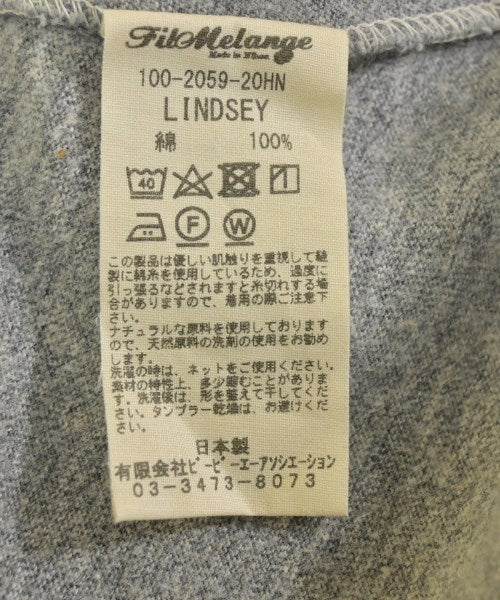 FilMelange
Made in Nihon
100-2059-20HN
LINDSEY
綿 100%
40
F W
この製品は優しい肌触りを重視して縫
製に綿糸を使用しているため、過度に
引っ張るなどされますと糸切れする場
合がありますので、着用の際ご注意下
さい。
ナチュラルな原料を使用しております
ので、天然原料の洗剤の使用をお勧め
します。
洗濯の時は、ネットをご使用ください。
素材の特性上、多少縮むことがありま
す。洗濯後は、形を整えて干してくだ
さい。タンブラー乾燥は、お避けくだ
さい。
日本製
有限会社ビーピーエーアソシエーション
03-3473-8073